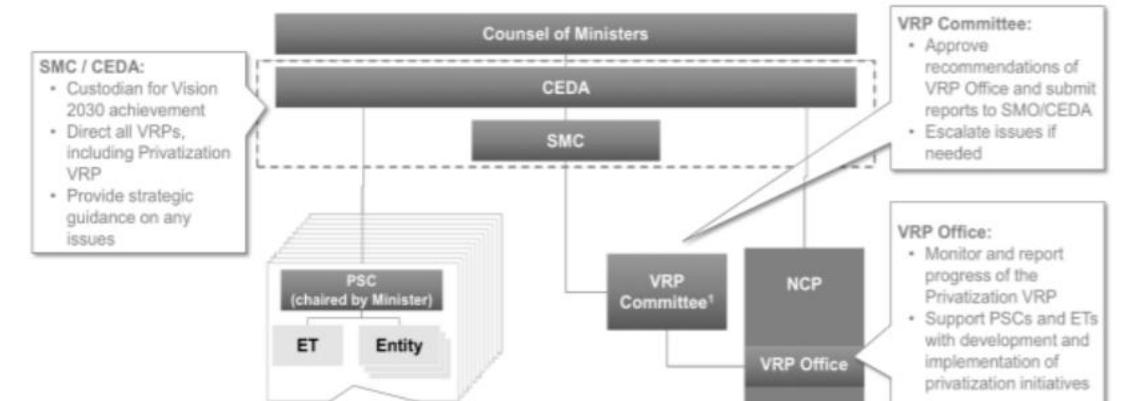 Counsel of Ministers
CEDA
SMC
SMC / CEDA:
• Custodian for Vision
2030 achievement
• Direct all VRPs,
including Privatization
VRP
• Provide strategic
guidance on any
issues
PSC
(chaired by Minister)
ET
Entity
VRP
Committee¹
NCP
VRP Office
VRP Committee:
• Approve
recommendations of
VRP Office and submit
reports to SMO/CEDA
• Escalate issues if
needed
VRP Office:
• Monitor and report
progress of the
Privatization VRP
• Support PSCs and ETs
with development and
implementation of
privatization initiatives